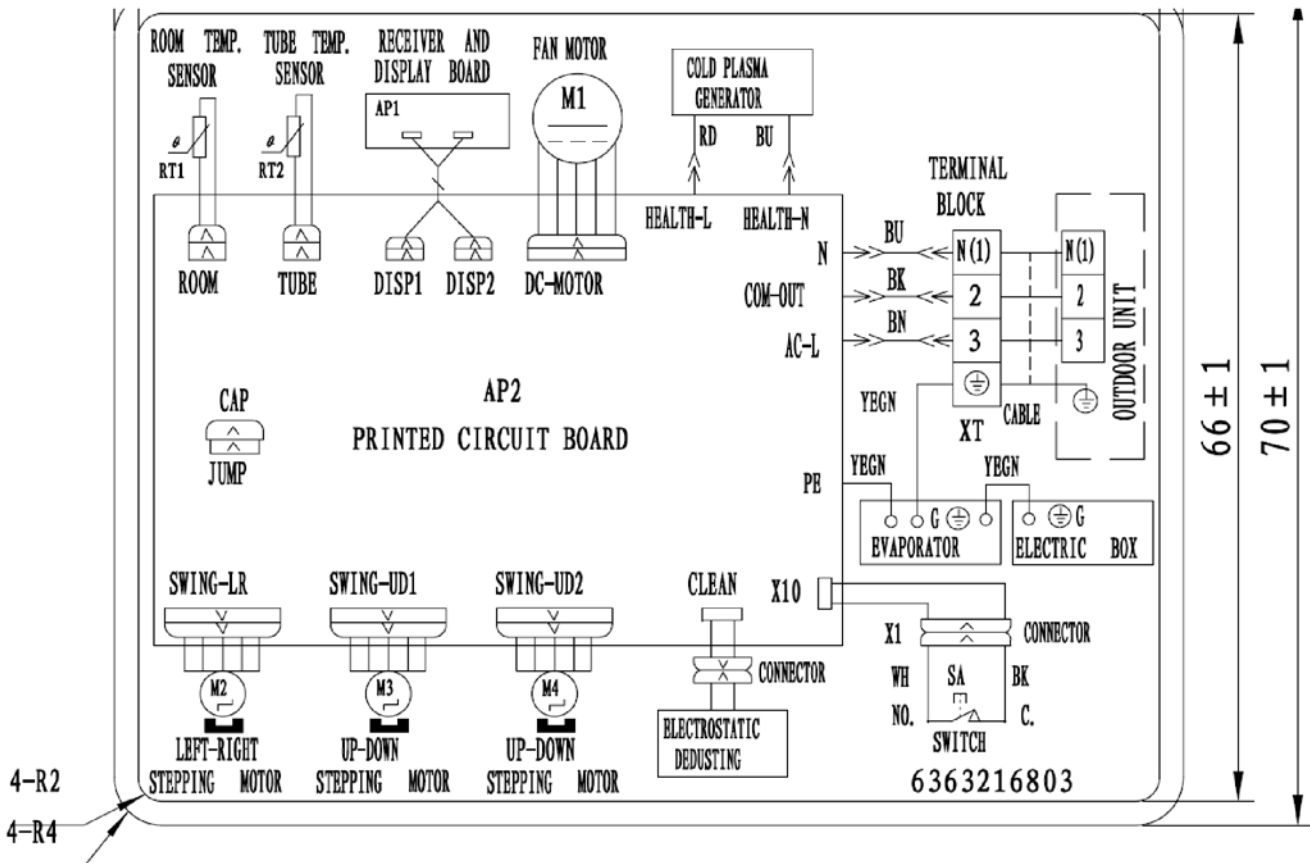 ROOM TEMP.
SENSOR
TUBE TEMP.
SENSOR
RECEIVER AND
DISPLAY BOARD
FAN MOTOR
COLD PLASMA
GENERATOR
AP1
M1
RD
BU
θ
RT1
θ
RT2
TERMINAL
BLOCK
HEALTH-L
HEALTH-N
ROOM
TUBE
DISP1
DISP2
DC-MOTOR
N
BU
N(1)
N(1)
COM-OUT
BK
2
2
AC-L
BN
3
3
OUTDOOR UNIT
YEGN
XT
CABLE
CAP
JUMP
AP2
PRINTED CIRCUIT BOARD
PE
YEGN
YEGN
G
EVAPORATOR
G
ELECTRIC BOX
SWING-LR
SWING-UD1
SWING-UD2
CLEAN
X10
X1
CONNECTOR
CONNECTOR
WH
SA
BK
NO.
C.
SWITCH
M2
M3
M4
LEFT-RIGHT
STEPPING MOTOR
UP-DOWN
STEPPING MOTOR
UP-DOWN
STEPPING MOTOR
ELECTROSTATIC
DEDUSTING
6363216803
66±1
70±1
4-R2
4-R4